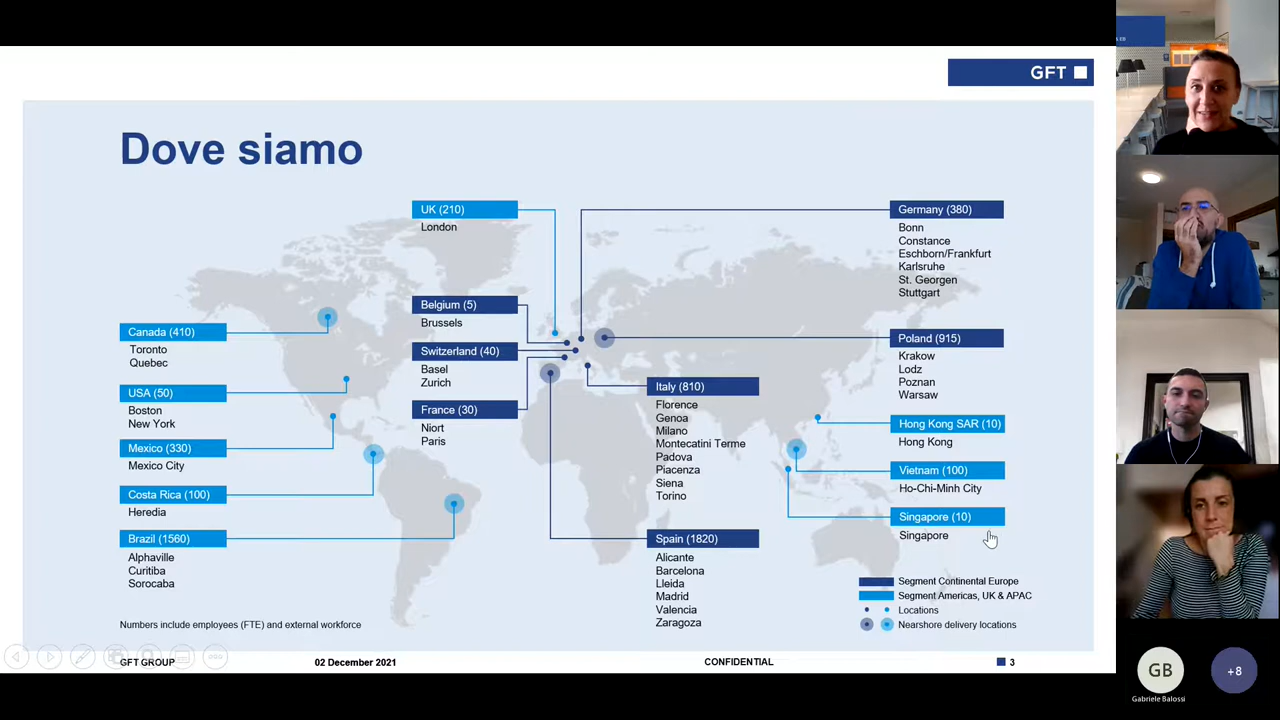 GFT
Dove siamo
UK (210)
London
Belgium (5)
Brussels
Switzerland (40)
Basel
Zurich
France (30)
Niort
Paris
Canada (410)
Toronto
Quebec
USA (50)
Boston
New York
Mexico (330)
Mexico City
Costa Rica (100)
Heredia
Brazil (1560)
Alphaville
Curitiba
Sorocaba
Italy (810)
Florence
Genoa
Milano
Montecatini Terme
Padova
Piacenza
Siena
Torino
Spain (1820)
Alicante
Barcelona
Lleida
Madrid
Valencia
Zaragoza
Germany (380)
Bonn
Constance
Eschborn/Frankfurt
Karlsruhe
St. Georgen
Stuttgart
Poland (915)
Krakow
Lodz
Poznan
Warsaw
Hong Kong SAR (10)
Hong Kong
Vietnam (100)
Ho-Chi-Minh City
Singapore (10)
Singapore
Segment Continental Europe
Segment Americas, UK & APAC
Locations
Nearshore delivery locations
Numbers include employees (FTE) and external workforce
GFT GROUP
02 December 2021
CONFIDENTIAL
3
GB
+8
Gabriele Balossi